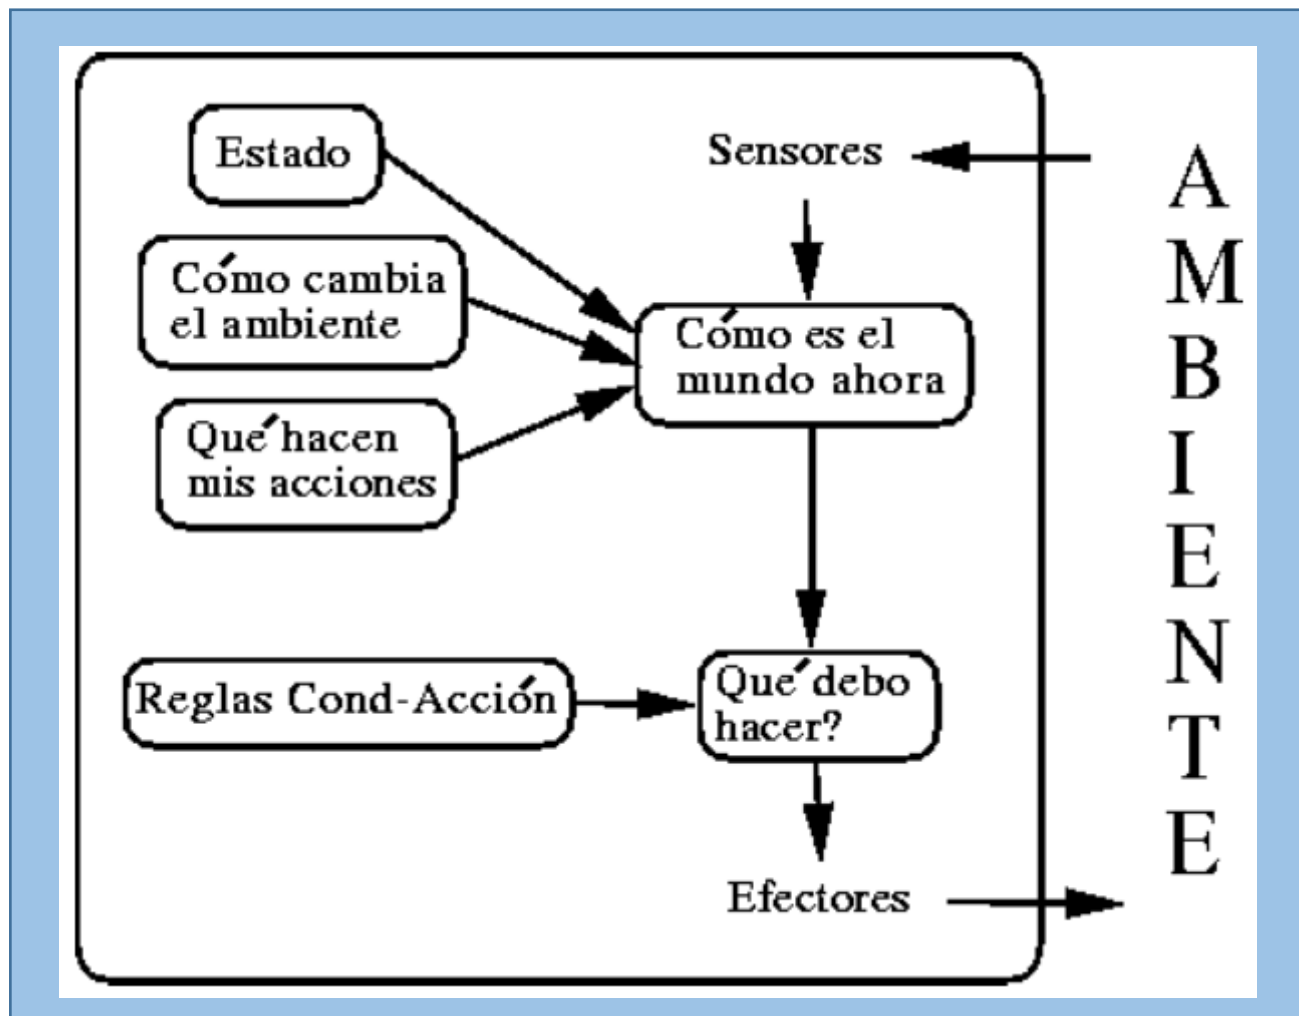 Estado
Sensores
Cómo cambia
el ambiente
Cómo es el
mundo ahora
Qué hacen
mis acciones
Reglas Cond-Acción
Qué debo
hacer?
Efectores
AMBIENTE